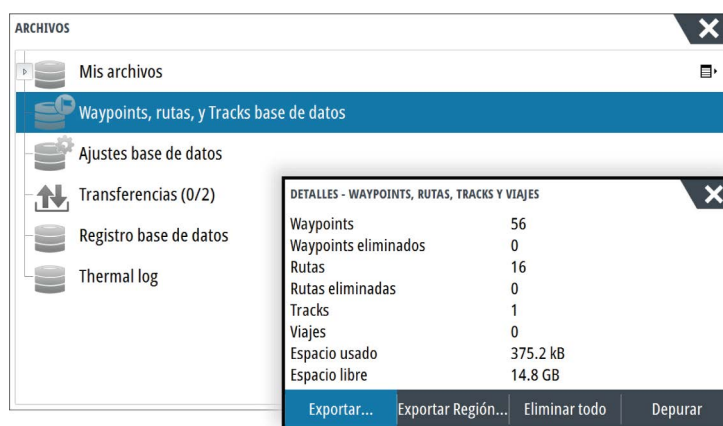 ARCHIVOS
Mis archivos
Waypoints, rutas, y Tracks base de datos
Ajustes base de datos
Transferencias (0/2)
Registro base de datos
Thermal log
DETALLES - WAYPOINTS, RUTAS, TRACKS Y VIAJES
Waypoints 56
Waypoints eliminados 0
Rutas 16
Rutas eliminadas 0
Tracks 1
Viajes 0
Espacio usado 375.2 kB
Espacio libre 14.8 GB
Exportar... Exportar Región... Eliminar todo Depurar